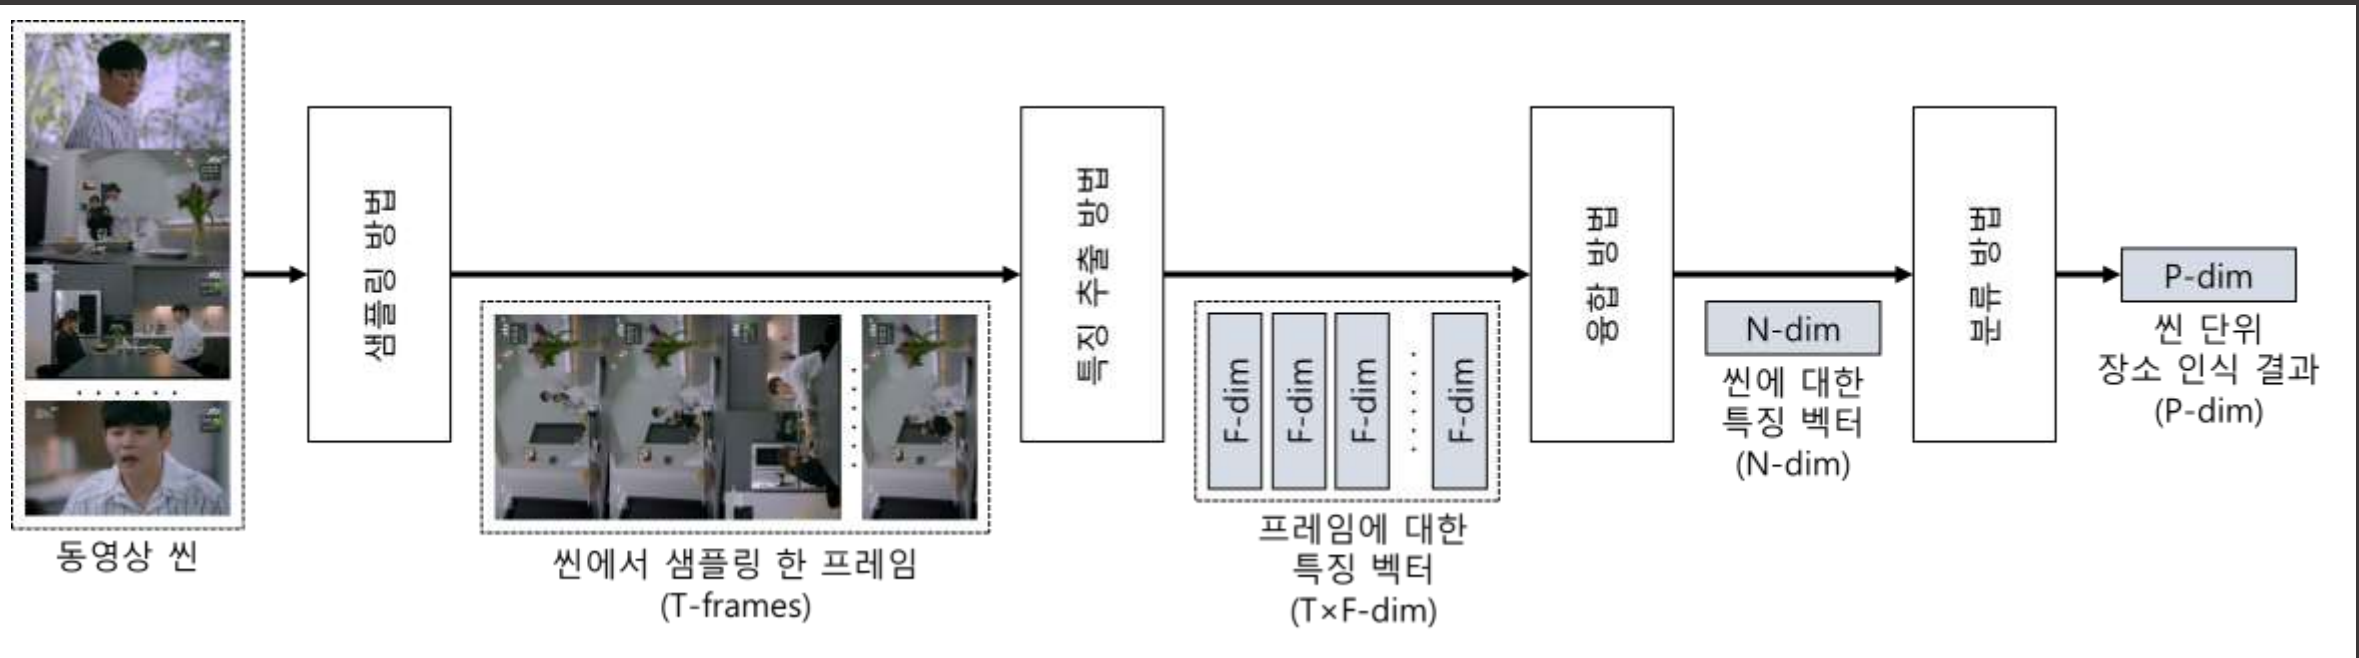 동영상 씬
샘플링 방법
씬에서 샘플링 한 프레임
(T-frames)
특징 추출 방법
F-dim
F-dim
F-dim
F-dim
프레임에 대한
특징 벡터
(T×F-dim)
융합 방법
N-dim
씬에 대한
특징 벡터
(N-dim)
분류 방법
P-dim
씬 단위
장소 인식 결과
(P-dim)